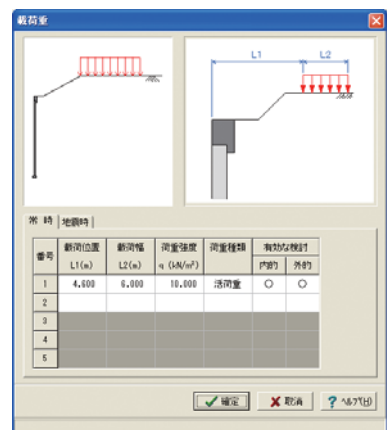 載荷重
L1 L2
常 時 地震時
番号 載荷位置 L1(m) 載荷幅 L2(m) 荷重強度 q (kN/m²) 荷重種類 有効な検討 内的 外的
1 4.600 6.000 10.000 活荷重 ○ ○
2
3
4
5
確定 取消 ? ヘルプ(H)